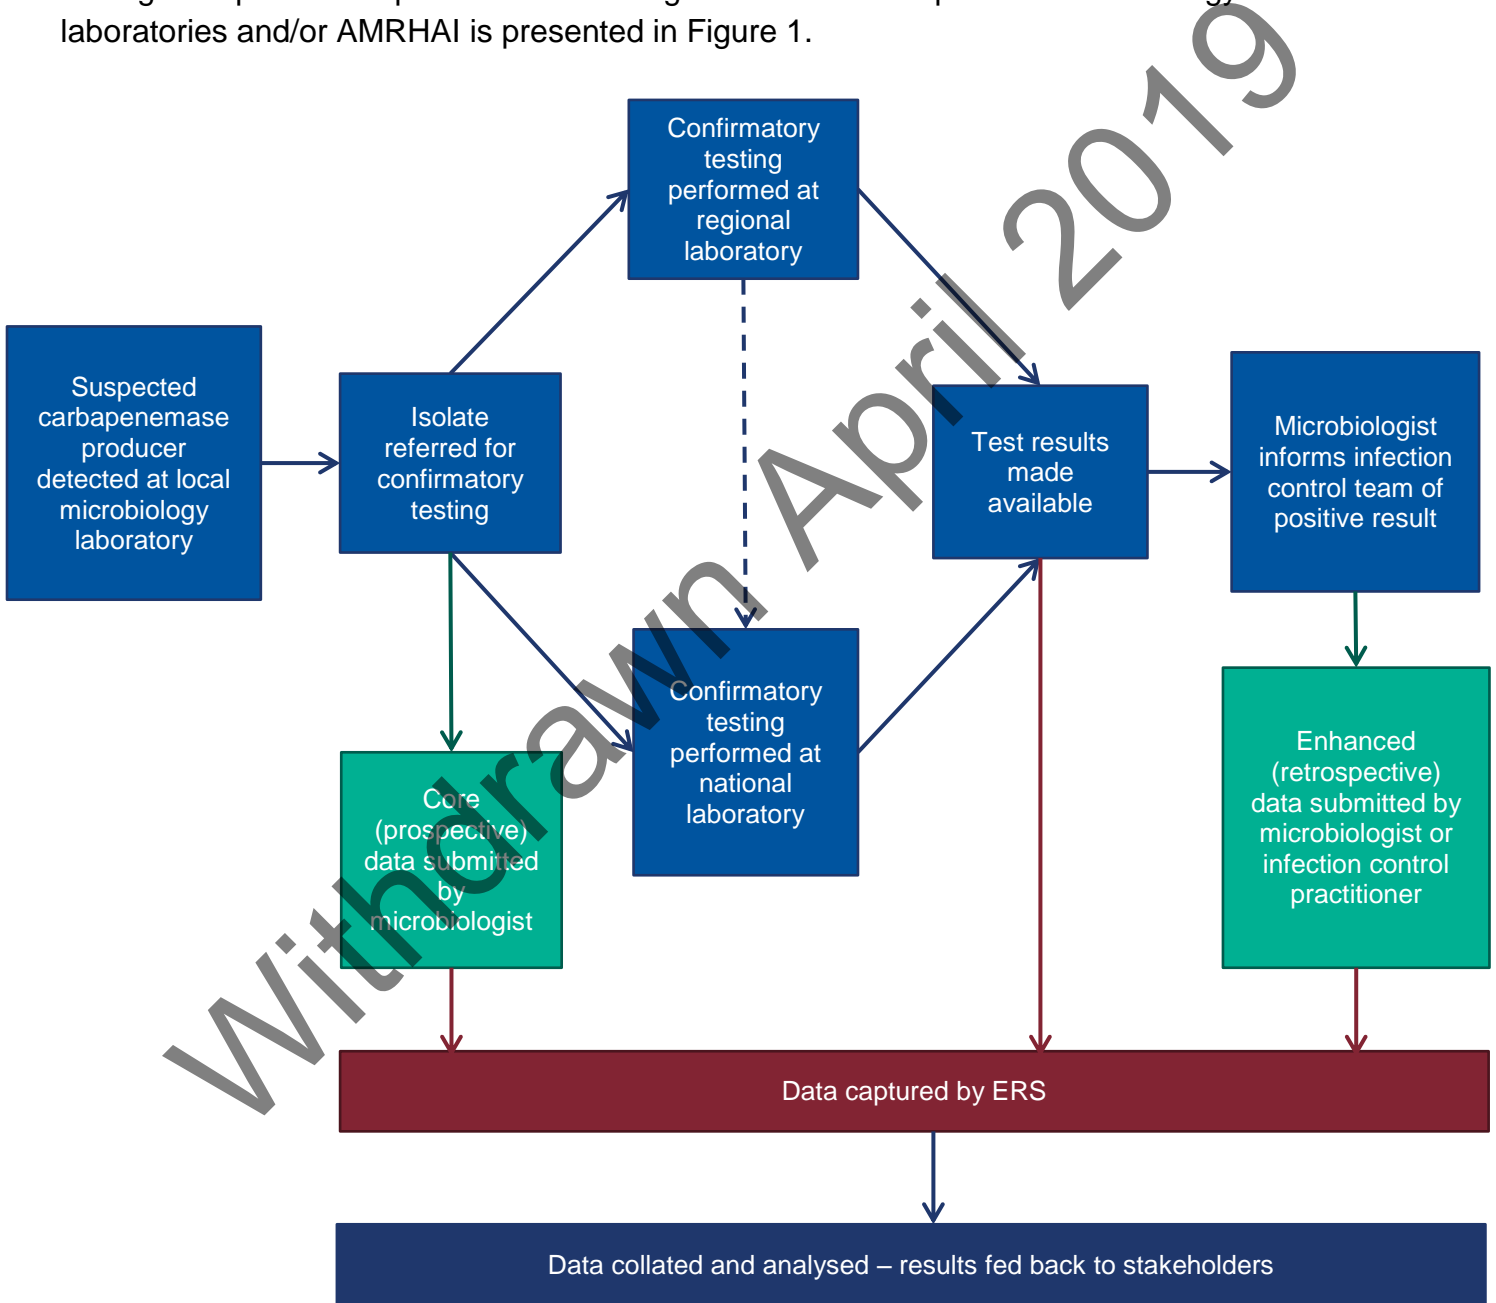 laboratories and/or AMRHAI is presented in Figure 1.
Confirmatory
testing
performed at
regional
laboratory
Suspected
carbapenemase
producer
detected at local
microbiology
laboratory
Isolate
referred for
confirmatory
testing
Test results
made
available
Microbiologist
informs infection
control team of
positive result
Confirmatory
testing
performed at
national
laboratory
Core
(prospective)
data submitted
by
microbiologist
Enhanced
(retrospective)
data submitted by
microbiologist or
infection control
practitioner
Data captured by ERS
Data collated and analysed – results fed back to stakeholders
Withdrawn April 2019